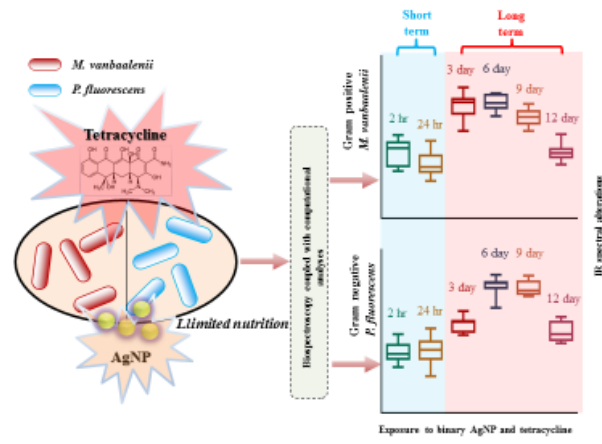 M. vanbaalenii
P. fluorescens
Tetracycline
Llimited nutrition
AgNP
Biospectroscopy coupled with computational
analyses
Short
term
Long
term
Gram positive
M. vanbaalenii
2 hr
24 hr
3 day
6 day
9 day
12 day
Gram negative
P. fluorescens
2 hr
24 hr
3 day
6 day
9 day
12 day
IR spectral alterations
Exposure to binary AgNP and tetracycline